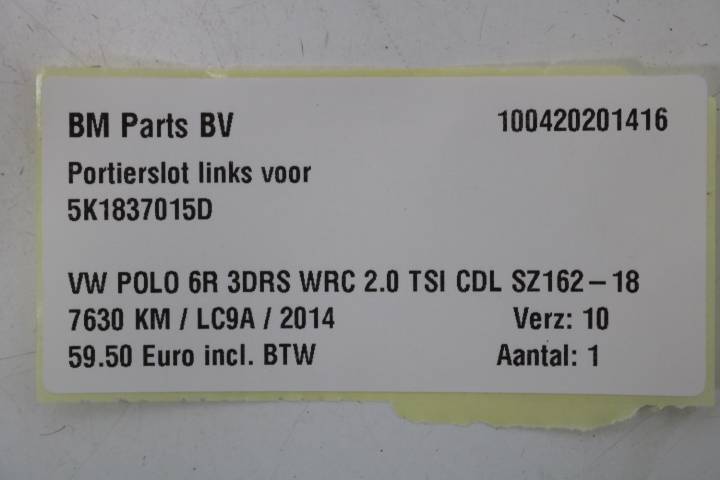 BM Parts BV 100420201416
Portierslot links voor
5K1837015D
VW POLO 6R 3DRS WRC 2.0 TSI CDL SZ162-18
7630 KM / LC9A / 2014 Verz: 10
59.50 Euro incl. BTW Aantal: 1